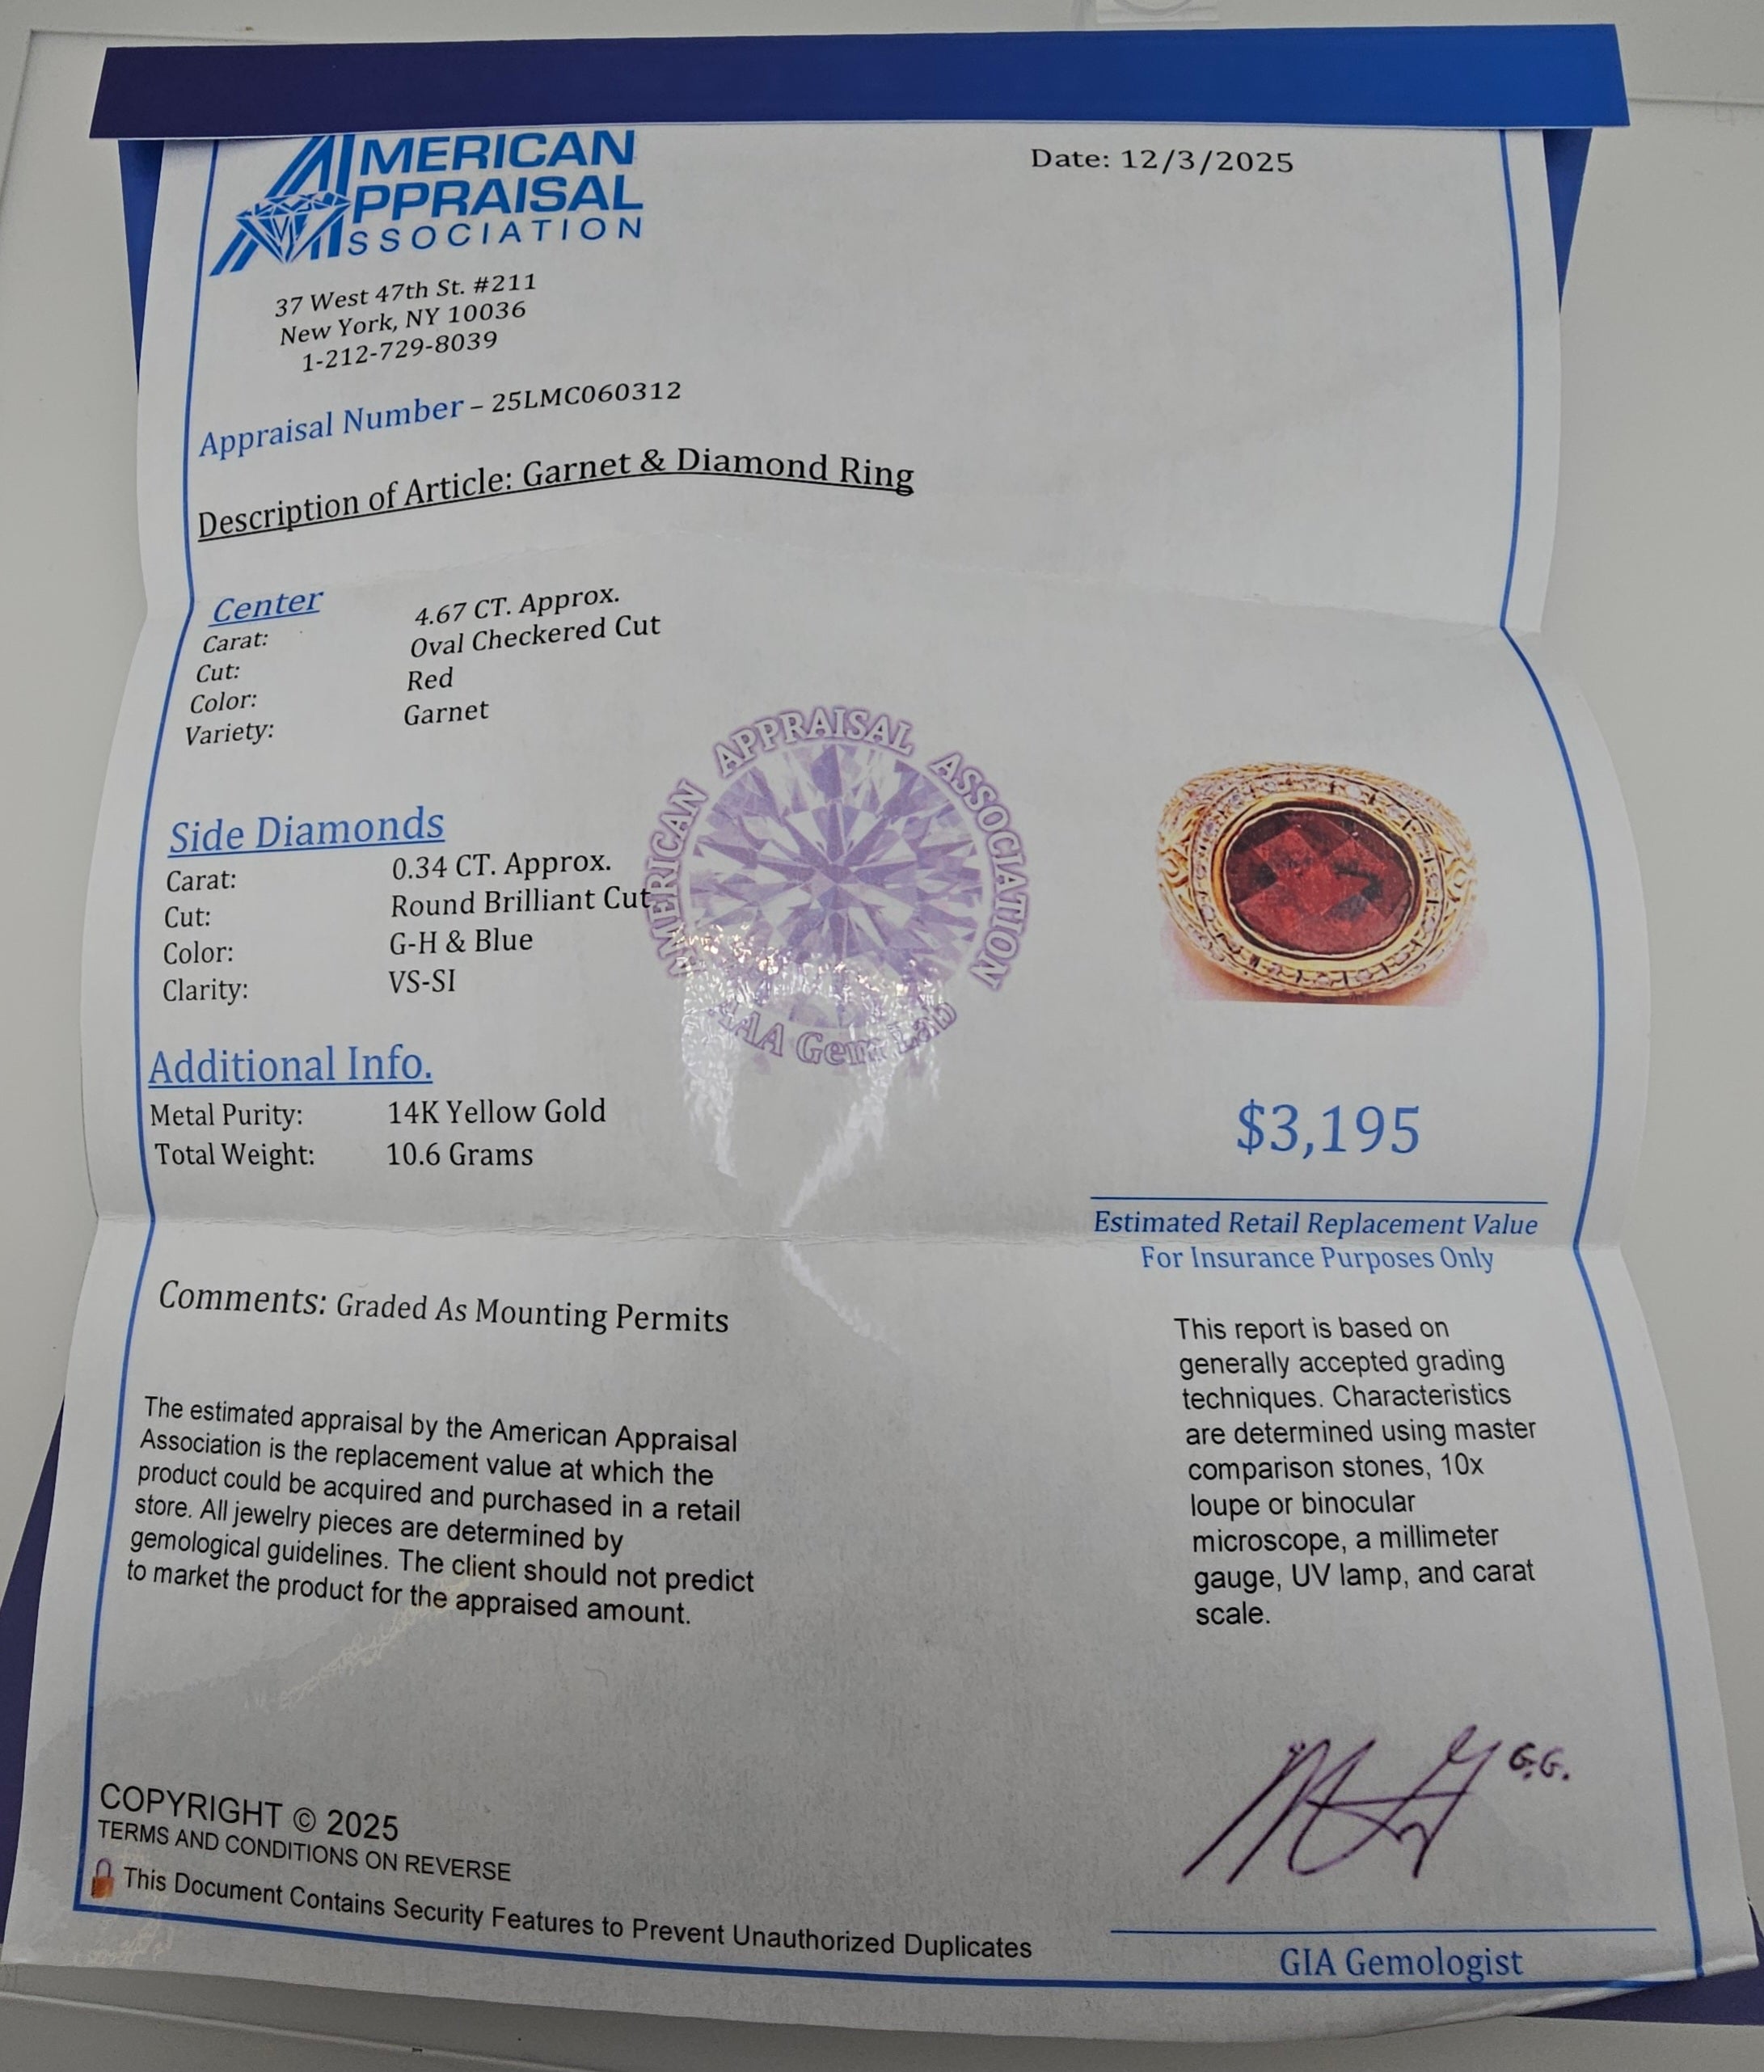 AMERICAN
APPRAISAL
ASSOCIATION
Date: 12/3/2025
37 West 47th St. #211
New York, NY 10036
1-212-729-8039
Appraisal Number – 25LMC060312
Description of Article: Garnet & Diamond Ring
Center
Carat: 4.67 CT. Approx.
Cut: Oval Checkered Cut
Color: Red
Variety: Garnet
Side Diamonds
Carat: 0.34 CT. Approx.
Cut: Round Brilliant Cut
Color: G-H & Blue
Clarity: VS-SI
AMERICAN APPRAISAL ASSOCIATION
AAA Gem Lab
Additional Info.
Metal Purity: 14K Yellow Gold
Total Weight: 10.6 Grams
$3,195
Estimated Retail Replacement Value
For Insurance Purposes Only
Comments: Graded As Mounting Permits
The estimated appraisal by the American Appraisal
Association is the replacement value at which the
product could be acquired and purchased in a retail
store. All jewelry pieces are determined by
gemological guidelines. The client should not predict
to market the product for the appraised amount.
This report is based on
generally accepted grading
techniques. Characteristics
are determined using master
comparison stones, 10x
loupe or binocular
microscope, a millimeter
gauge, UV lamp, and carat
scale.
G.G.
GIA Gemologist
COPYRIGHT © 2025
TERMS AND CONDITIONS ON REVERSE
This Document Contains Security Features to Prevent Unauthorized Duplicates